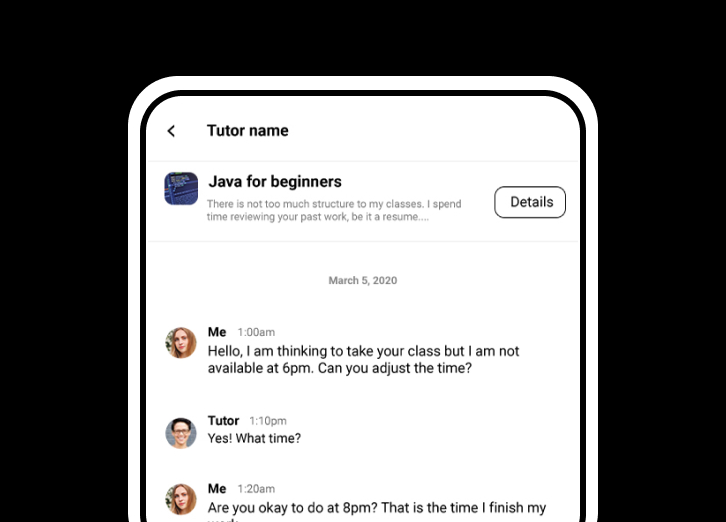 Tutor name
Java for beginners
There is not too much structure to my classes. I spend
time reviewing your past work, be it a resume....
Details
March 5, 2020
Me 1:00am
Hello, I am thinking to take your class but I am not
available at 6pm. Can you adjust the time?
Tutor 1:10pm
Yes! What time?
Me 1:20am
Are you okay to do at 8pm? That is the time I finish my